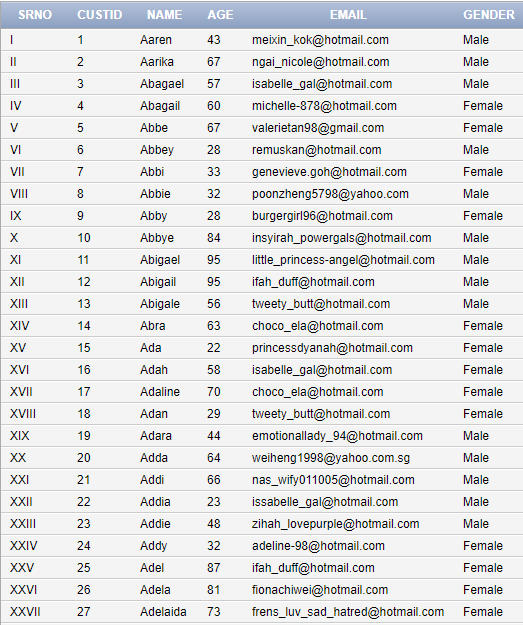 SRNO CUSTID NAME AGE EMAIL GENDER
I 1 Aaren 43 meixin_kok@hotmail.com Male
II 2 Aarika 67 ngai_nicole@hotmail.com Male
III 3 Abagael 57 isabelle_gal@hotmail.com Male
IV 4 Abagail 60 michelle-878@hotmail.com Female
V 5 Abbe 67 valerietan98@gmail.com Female
VI 6 Abbey 28 remuskan@hotmail.com Male
VII 7 Abbi 33 genevieve.goh@hotmail.com Female
VIII 8 Abbie 32 poonzheng5798@yahoo.com Male
IX 9 Abby 28 burgergirl96@hotmail.com Female
X 10 Abbye 84 insyirah_powergals@hotmail.com Male
XI 11 Abigael 95 little_princess-angel@hotmail.com Male
XII 12 Abigail 95 ifah_duff@hotmail.com Male
XIII 13 Abigale 56 tweety_butt@hotmail.com Male
XIV 14 Abra 63 choco_ela@hotmail.com Female
XV 15 Ada 22 princessdyanah@hotmail.com Male
XVI 16 Adah 58 isabelle_gal@hotmail.com Female
XVII 17 Adaline 70 choco_ela@hotmail.com Female
XVIII 18 Adan 29 tweety_butt@hotmail.com Female
XIX 19 Adara 44 emotionallady_94@hotmail.com Male
XX 20 Adda 64 weiheng1998@yahoo.com.sg Male
XXI 21 Addi 66 nas_wify011005@hotmail.com Male
XXII 22 Addia 23 issabelle_gal@hotmail.com Male
XXIII 23 Addie 48 zihah_lovepurple@hotmail.com Male
XXIV 24 Addy 32 adeline-98@hotmail.com Female
XXV 25 Adel 87 ifah_duff@hotmail.com Female
XXVI 26 Adela 81 fionachiwei@hotmail.com Female
XXVII 27 Adelaida 73 frens_luv_sad_hatred@hotmail.com Female